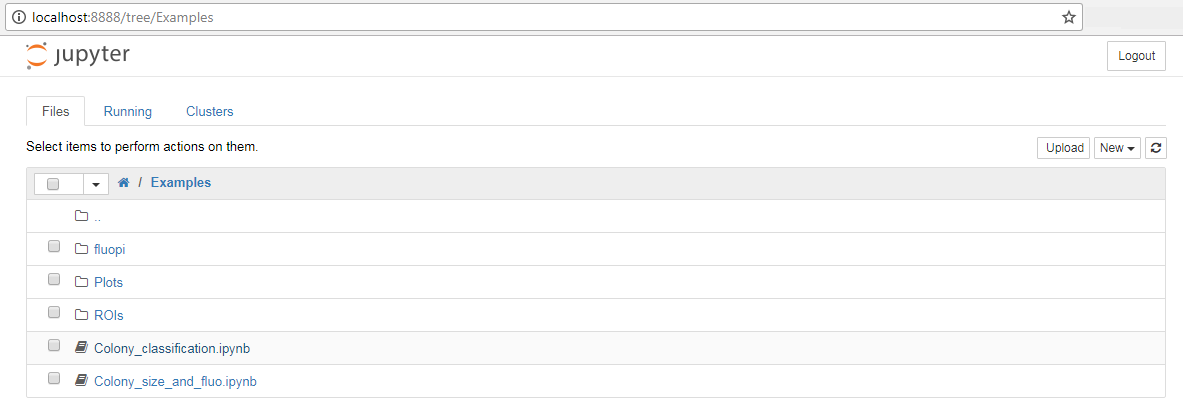 localhost:8888/tree/Examples
jupyter
Logout
Files Running Clusters
Select items to perform actions on them.
Upload New
/ Examples
..
fluopi
Plots
ROIs
Colony_classification.ipynb
Colony_size_and_fluo.ipynb